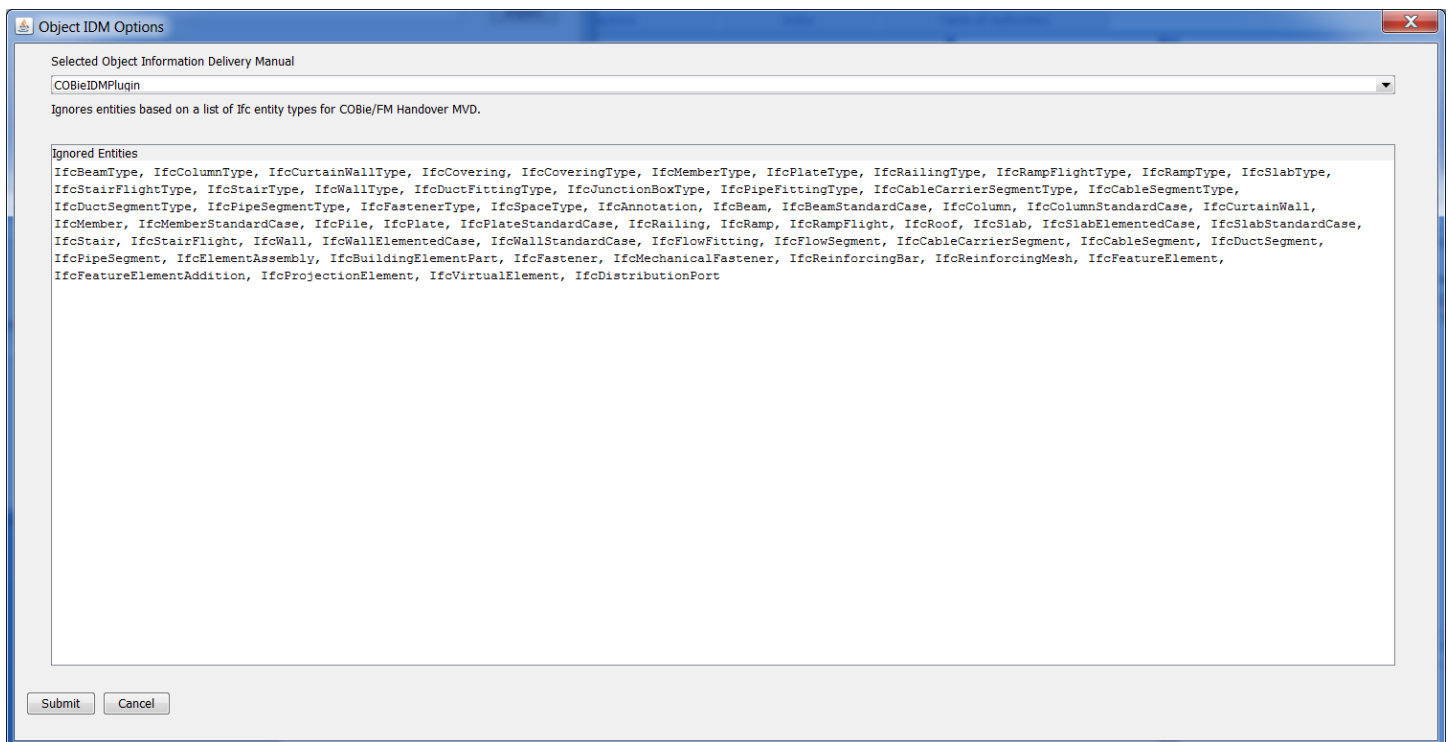 Object IDM Options
Selected Object Information Delivery Manual
COBieIDMPlugin
Ignores entities based on a list of Ifc entity types for COBie/FM Handover MVD.
Ignored Entities
IfcBeamType, IfcColumnType, IfcCurtainWallType, IfcCovering, IfcCoveringType, IfcMemberType, IfcPlateType, IfcRailingType, IfcRampFlightType, IfcRampType, IfcSlabType,
IfcStairFlightType, IfcStairType, IfcWallType, IfcDuctFittingType, IfcJunctionBoxType, IfcPipeFittingType, IfcCableCarrierSegmentType, IfcCableSegmentType,
IfcDuctSegmentType, IfcPipeSegmentType, IfcFastenerType, IfcSpaceType, IfcAnnotation, IfcBeam, IfcBeamStandardCase, IfcColumn, IfcColumnStandardCase, IfcCurtainWall,
IfcMember, IfcMemberStandardCase, IfcPile, IfcPlate, IfcPlateStandardCase, IfcRailing, IfcRamp, IfcRampFlight, IfcRoof, IfcSlab, IfcSlabElementedCase, IfcSlabStandardCase,
IfcStair, IfcStairFlight, IfcWall, IfcWallElementedCase, IfcWallStandardCase, IfcFlowFitting, IfcFlowSegment, IfcCableCarrierSegment, IfcCableSegment, IfcDuctSegment,
IfcPipeSegment, IfcElementAssembly, IfcBuildingElementPart, IfcFastener, IfcMechanicalFastener, IfcReinforcingBar, IfcReinforcingMesh, IfcFeatureElement,
IfcFeatureElementAddition, IfcProjectionElement, IfcVirtualElement, IfcDistributionPort
Submit Cancel